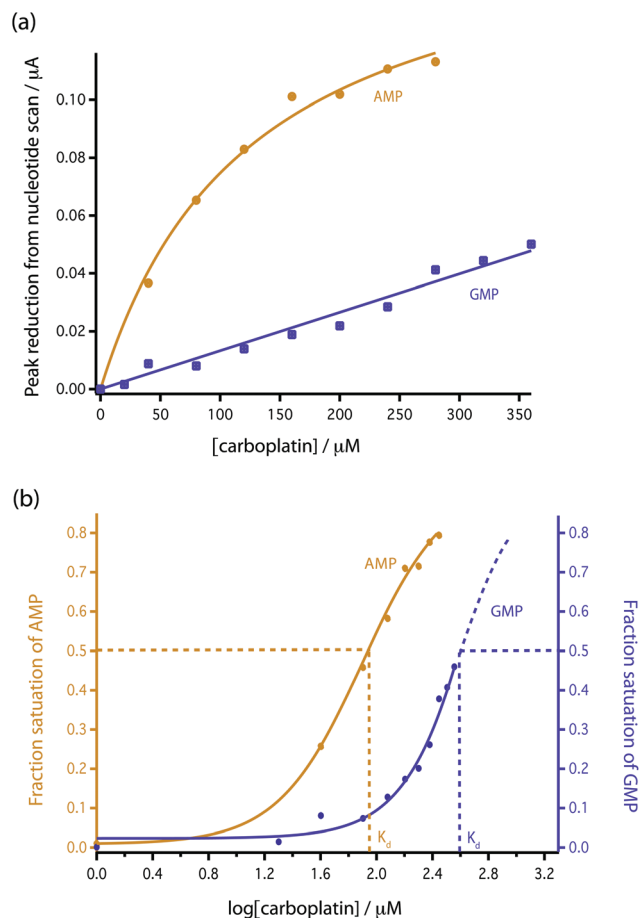 (a)
Peak reduction from nucleotide scan / μA
0.10
0.08
0.06
0.04
0.02
0.00
AMP
GMP
0 50 100 150 200 250 300 350
[carboplatin] / μM
(b)
Fraction satuation of AMP
0.8
0.7
0.6
0.5
0.4
0.3
0.2
0.1
0.0
AMP
GMP
K_d
K_d
0.8
0.7
0.6
0.5
0.4
0.3
0.2
0.1
0.0
Fraction satuation of GMP
0.0 0.4 0.8 1.2 1.6 2.0 2.4 2.8 3.2
log[carboplatin] / μM